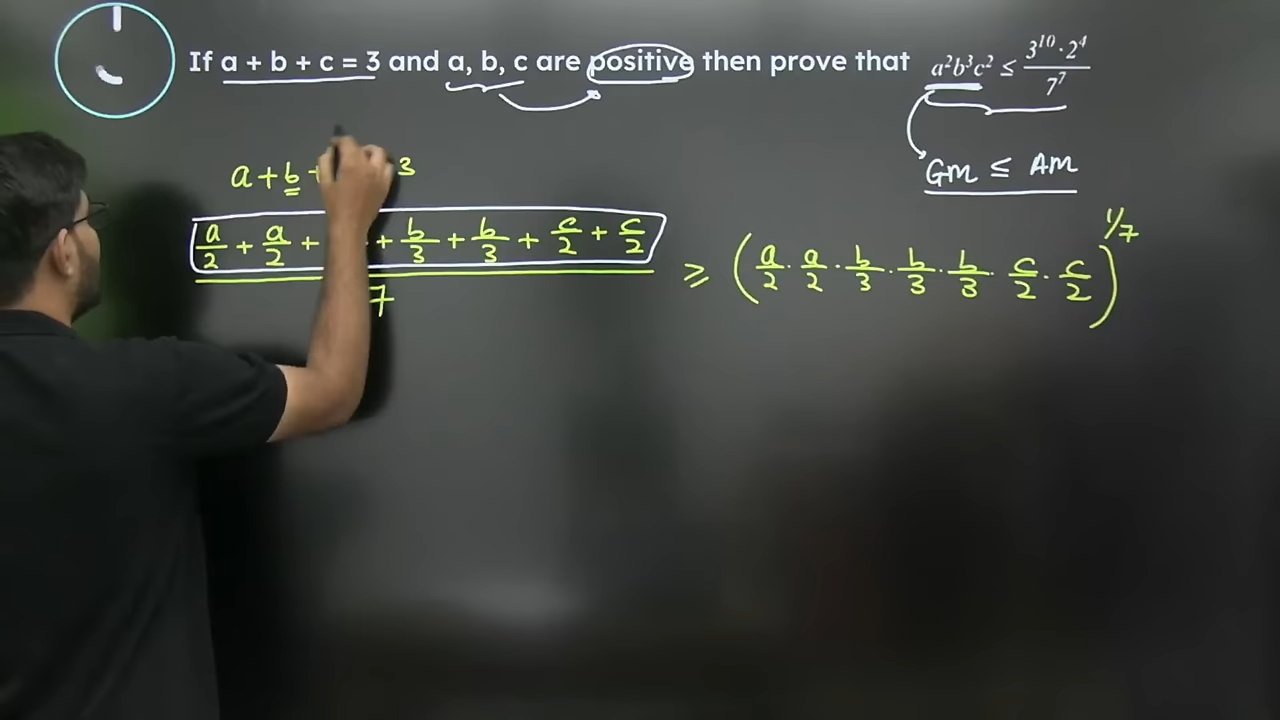 If a + b + c = 3 and a, b, c are positive then prove that a²b³c² ≤ 3¹⁰·2⁴ / 7⁷
Gm ≤ Am
a + b + 3
a/2 + a/2 + + b/3 + b/3 + c/2 + c/2
7
≥ (a/2 · a/2 · b/3 · b/3 · b/3 · c/2 · c/2)^1/7